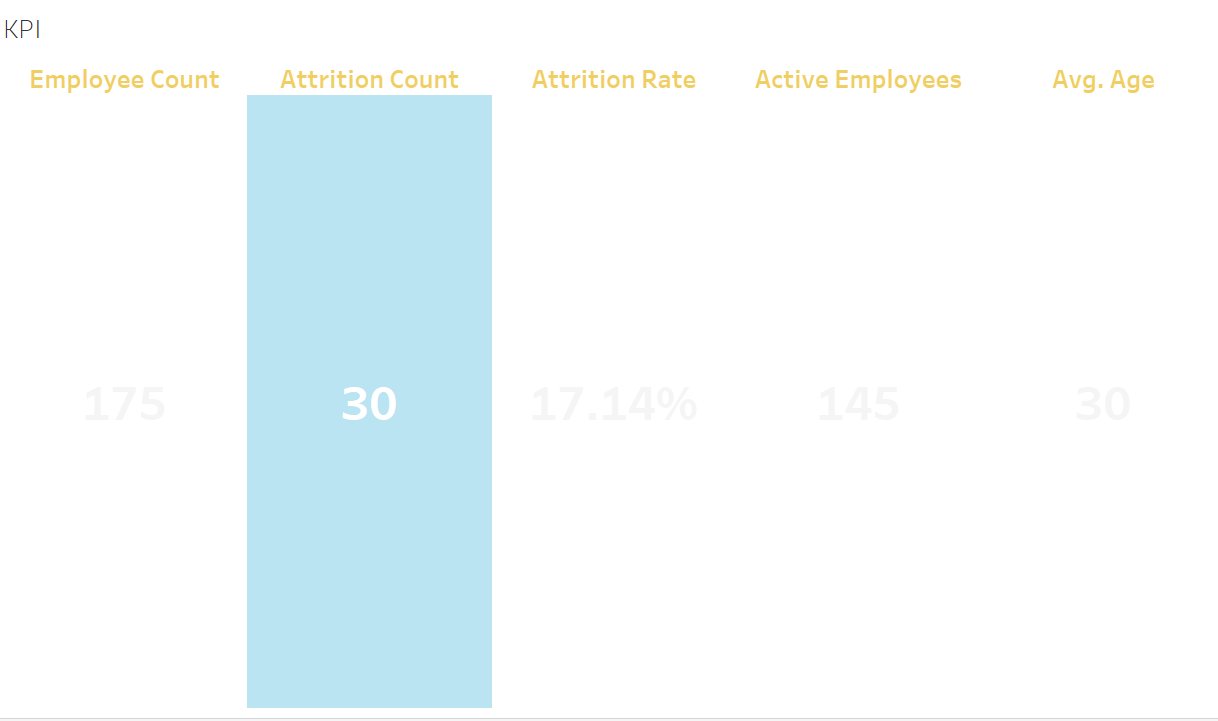 KPI
Employee Count Attrition Count Attrition Rate Active Employees Avg. Age
175 30 17.14% 145 30